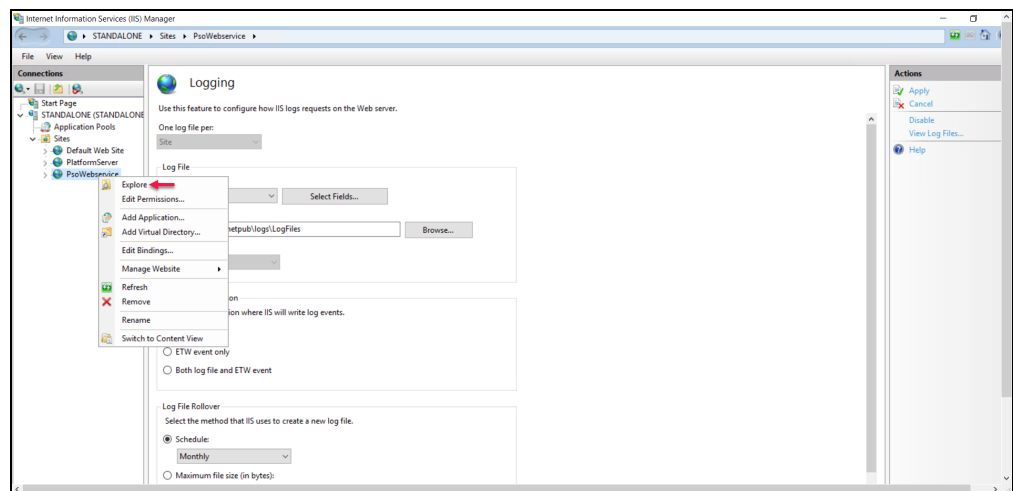 Internet Information Services (IIS) Manager
STANDALONE Sites PsoWebservice
File View Help
Connections
Start Page
STANDALONE (STANDALONE
Application Pools
Sites
Default Web Site
PlatformServer
PsoWebservice
Explore
Edit Permissions...
Add Application...
Add Virtual Directory...
Edit Bindings...
Manage Website
Refresh
Remove
Rename
Switch to Content View
Logging
Use this feature to configure how IIS logs requests on the Web server.
One log file per:
Site
Log File
Select Fields...
netpub\logs\LogFiles
Browse...
on
ion where IIS will write log events.
ETW event only
Both log file and ETW event
Log File Rollover
Select the method that IIS uses to create a new log file.
Schedule:
Monthly
Maximum file size (in bytes):
Actions
Apply
Cancel
Disable
View Log Files...
Help